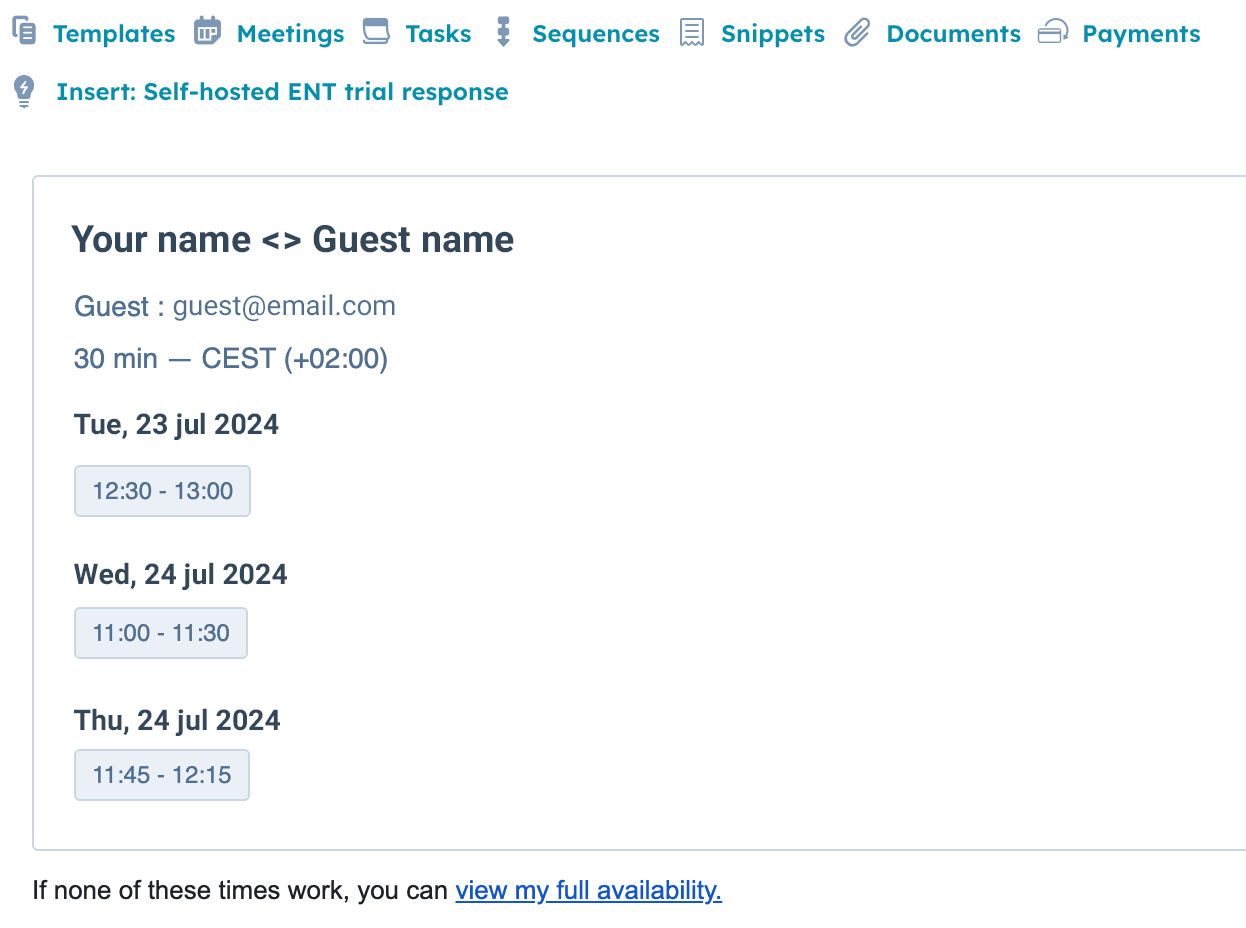 Templates Meetings Tasks Sequences Snippets Documents Payments
Insert: Self-hosted ENT trial response
Your name <> Guest name
Guest : guest@email.com
30 min — CEST (+02:00)
Tue, 23 jul 2024
12:30 - 13:00
Wed, 24 jul 2024
11:00 - 11:30
Thu, 24 jul 2024
11:45 - 12:15
If none of these times work, you can view my full availability.